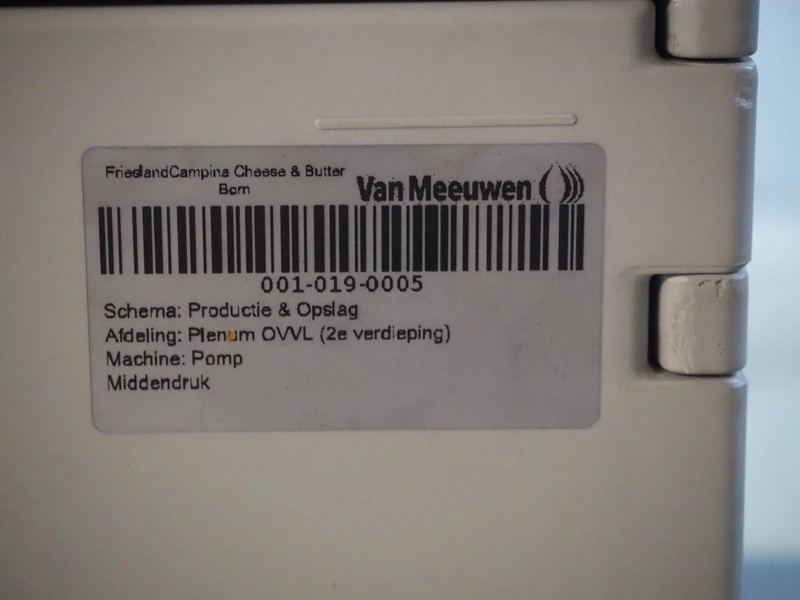 FrieslandCampina Cheese & Butter
Born
Van Meeuwen
001-019-0005
Schema: Productie & Opslag
Afdeling: Plenum OVVL (2e verdieping)
Machine: Pomp
Middendruk